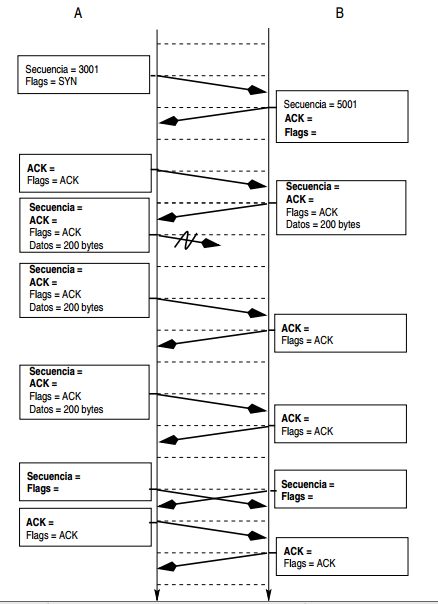 A
B
Secuencia = 3001
Flags = SYN
Secuencia = 5001
ACK =
Flags =
ACK =
Flags = ACK
Secuencia =
ACK =
Flags = ACK
Datos = 200 bytes
Secuencia =
ACK =
Flags = ACK
Datos = 200 bytes
Secuencia =
ACK =
Flags = ACK
Datos = 200 bytes
ACK =
Flags = ACK
Secuencia =
ACK =
Flags = ACK
Datos = 200 bytes
ACK =
Flags = ACK
Secuencia =
Flags =
Secuencia =
Flags =
ACK =
Flags = ACK
ACK =
Flags = ACK